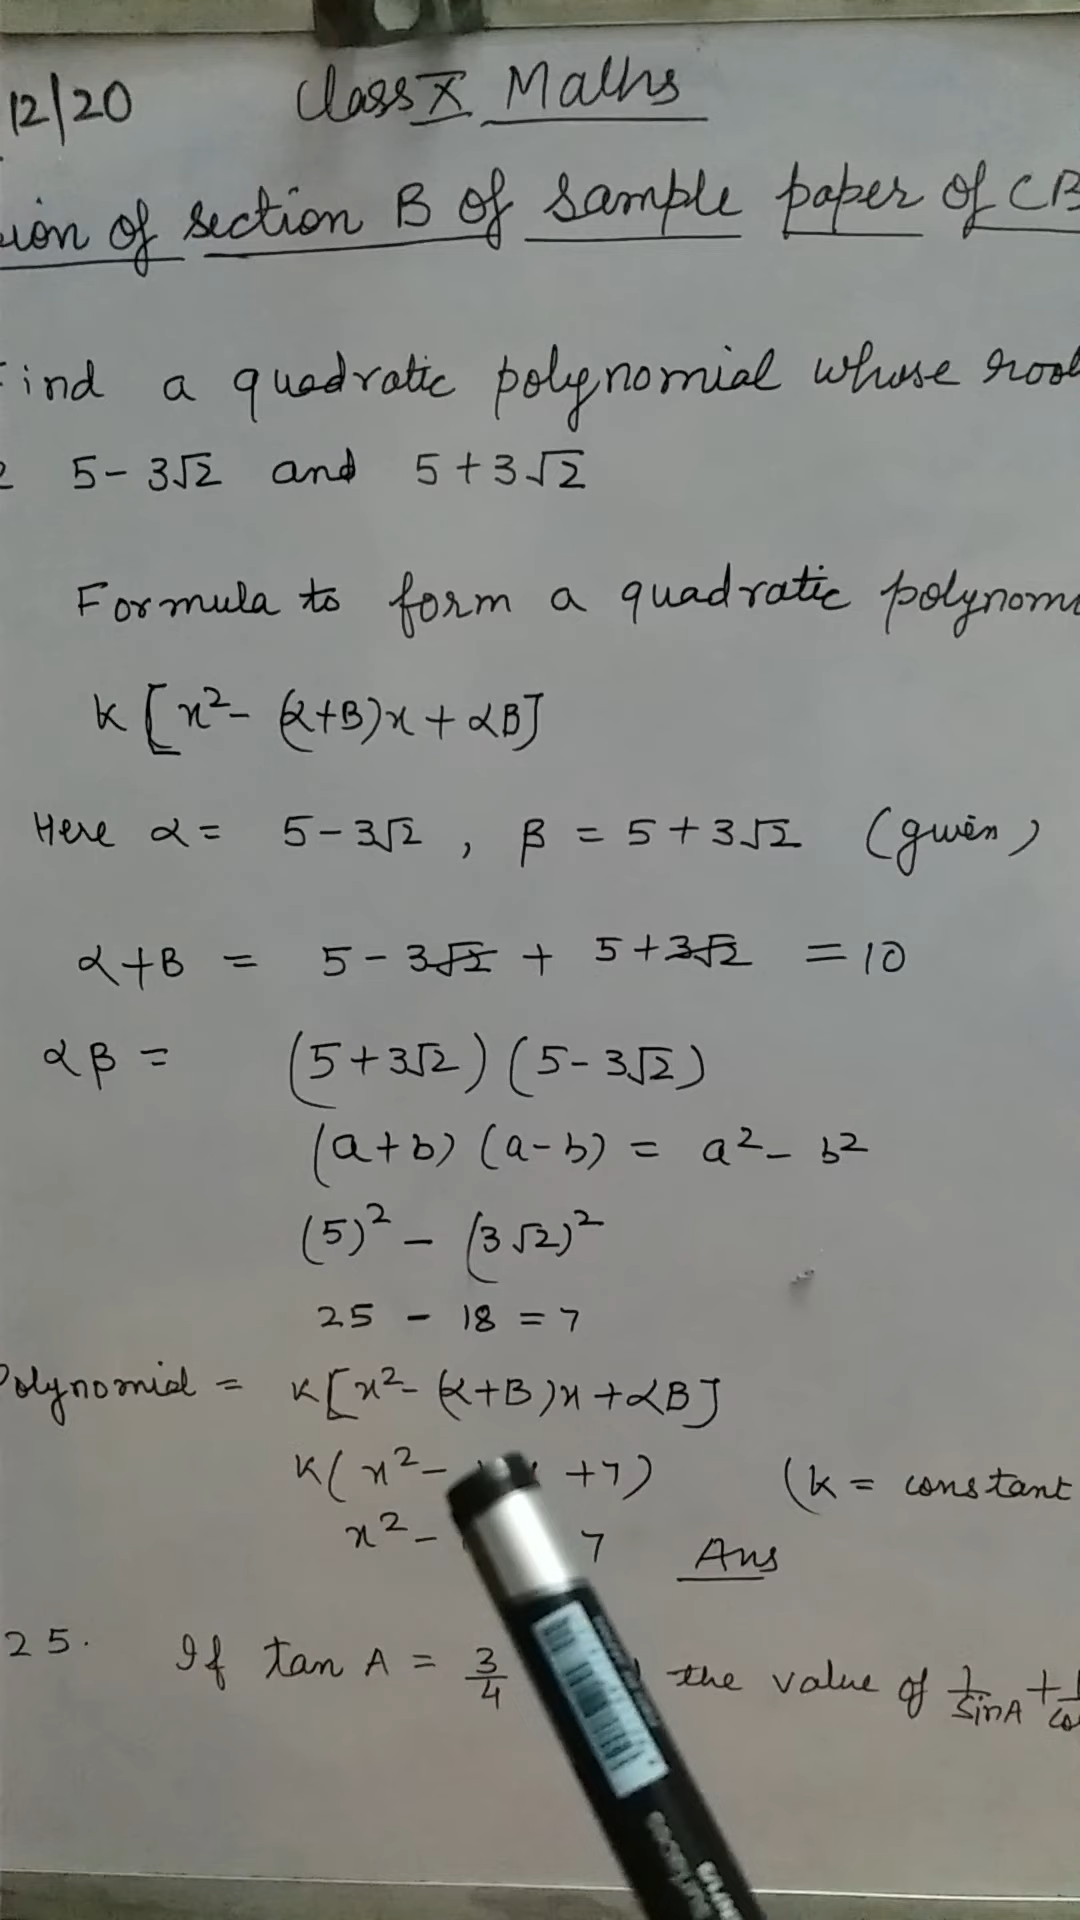 12/20 Class X Maths
ion of section B of sample paper of CB
Find a quadratic polynomial whose root
5-3√2 and 5+3√2
Formula to form a quadratic polynom
k[x²- (α+β)x+αβ]
Here α = 5-3√2 , β = 5+3√2 (given)
α+β = 5-3√2 + 5+3√2 =10
αβ = (5+3√2)(5-3√2)
(a+b) (a-b) = a²- b²
(5)² - (3√2)²
25 - 18 = 7
Polynomial = k[x²- (α+β)x+αβ]
k(x²- +7) (k = constant
x²- 7 Ans
25. If tan A = 3/4 the value of 1/sinA + 1/co